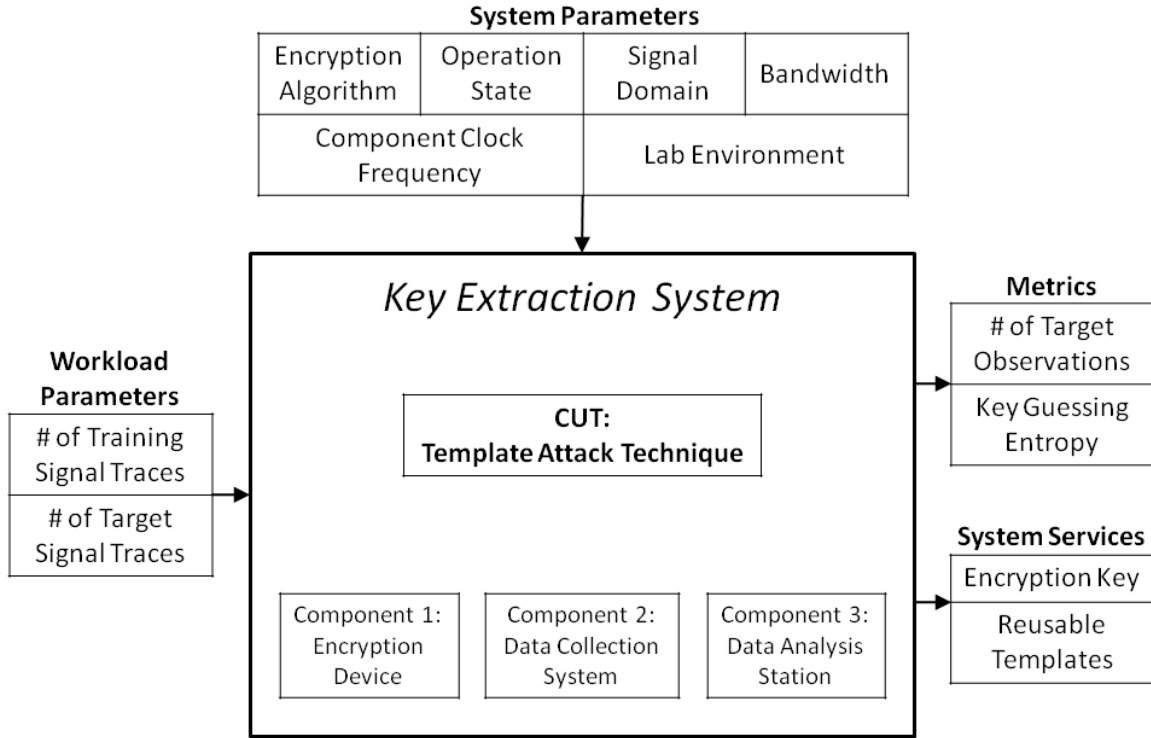 System Parameters
Encryption
Algorithm
Operation
State
Signal
Domain
Bandwidth
Component Clock
Frequency
Lab Environment
Key Extraction System
CUT:
Template Attack Technique
Component 1:
Encryption
Device
Component 2:
Data Collection
System
Component 3:
Data Analysis
Station
Workload
Parameters
# of Training
Signal Traces
# of Target
Signal Traces
Metrics
# of Target
Observations
Key Guessing
Entropy
System Services
Encryption Key
Reusable
Templates